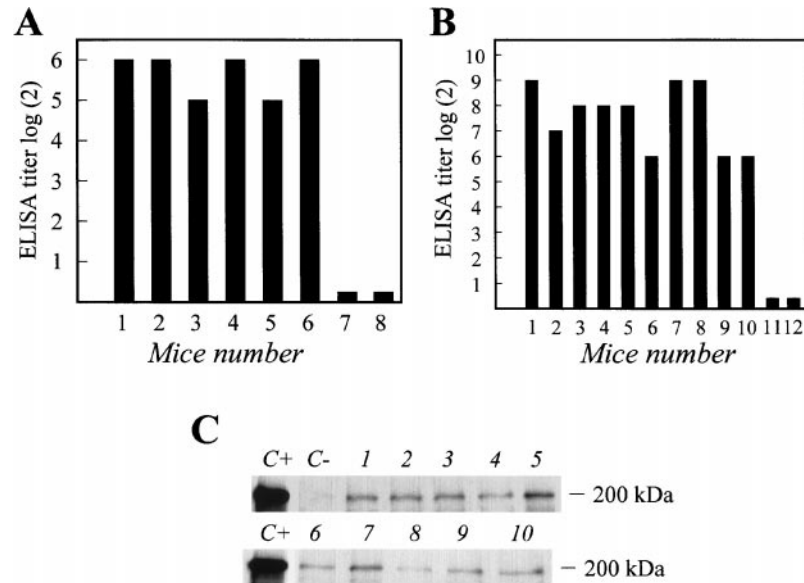 A
ELISA titer log (2)
6
5
4
3
2
1
1 2 3 4 5 6 7 8
Mice number
B
ELISA titer log (2)
10
9
8
7
6
5
4
3
2
1
1 2 3 4 5 6 7 8 9 10 11 12
Mice number
C
C+ C- 1 2 3 4 5
– 200 kDa
C+ 6 7 8 9 10
– 200 kDa